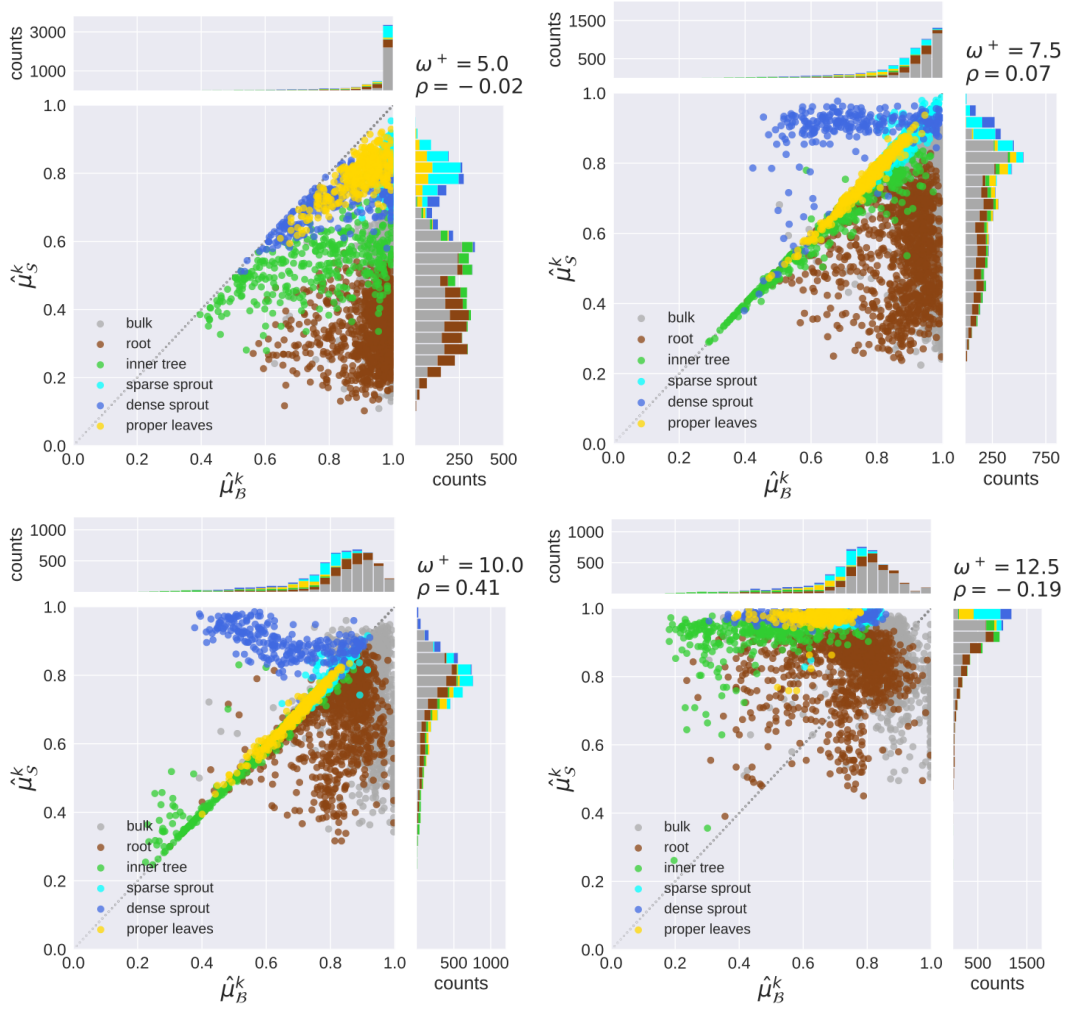 counts
3000
1000
ω⁺ = 5.0
ρ = − 0.02
1.0
0.8
0.6
0.4
0.2
0.0
μ̂ₛᵏ
bulk
root
inner tree
sparse sprout
dense sprout
proper leaves
0.0 0.2 0.4 0.6 0.8 1.0
μ̂_ℬᵏ
250 500
counts
counts
1500
500
ω⁺ = 7.5
ρ = 0.07
1.0
0.8
0.6
0.4
0.2
0.0
μ̂ₛᵏ
bulk
root
inner tree
sparse sprout
dense sprout
proper leaves
0.0 0.2 0.4 0.6 0.8 1.0
μ̂_ℬᵏ
250 750
counts
counts
1000
500
ω⁺ = 10.0
ρ = 0.41
1.0
0.8
0.6
0.4
0.2
0.0
μ̂ₛᵏ
bulk
root
inner tree
sparse sprout
dense sprout
proper leaves
0.0 0.2 0.4 0.6 0.8 1.0
μ̂_ℬᵏ
500 1000
counts
counts
1000
500
ω⁺ = 12.5
ρ = − 0.19
1.0
0.8
0.6
0.4
0.2
0.0
μ̂ₛᵏ
bulk
root
inner tree
sparse sprout
dense sprout
proper leaves
0.0 0.2 0.4 0.6 0.8 1.0
μ̂_ℬᵏ
500 1500
counts